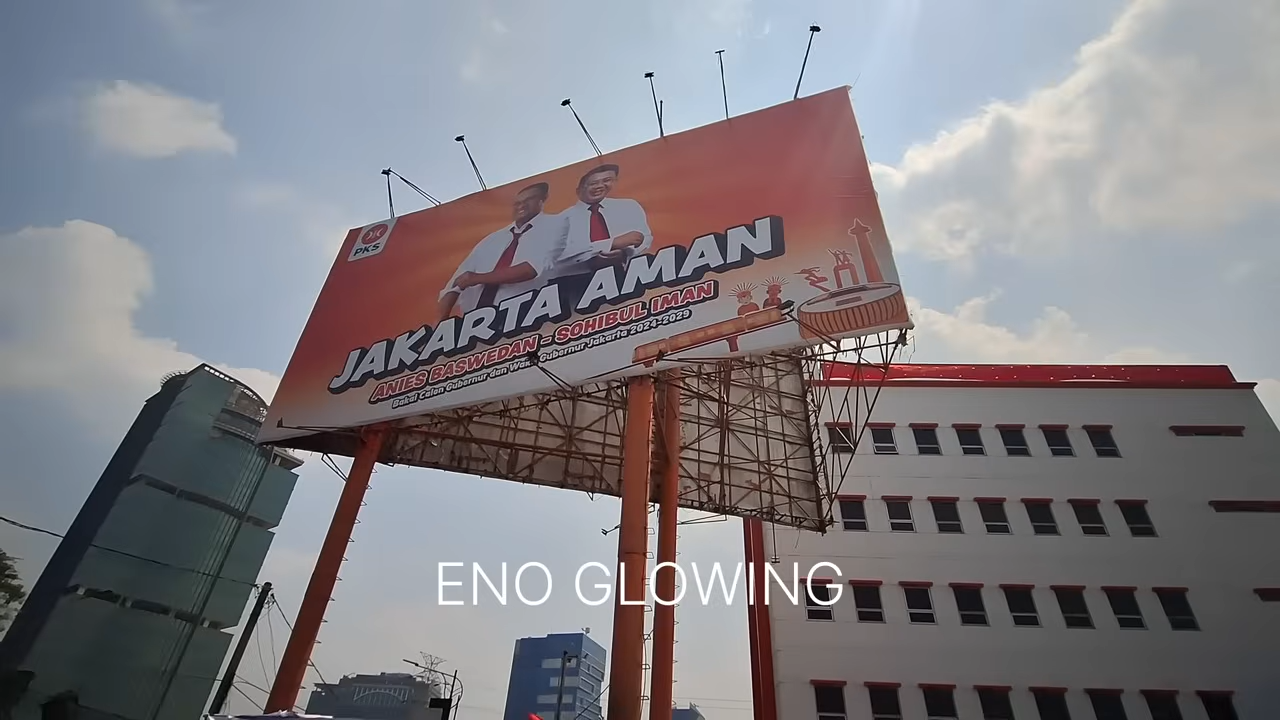 PKS
JAKARTA AMAN
ANIES BASWEDAN - SOHIBUL IMAN
Bakal Calon Gubernur dan Wakil Gubernur Jakarta 2024-2029
ENO GLOWING